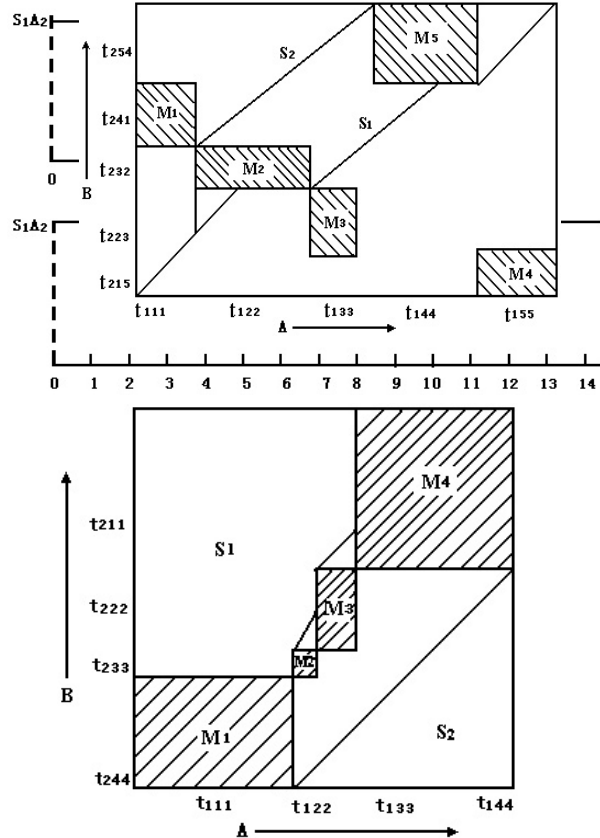 S1A2
t254
S2
M5
t241
M1
S1
t232
M2
0
B
S1A2
t223
M3
t215
M4
t111 t122 t133 t144 t155
A
0 1 2 3 4 5 6 7 8 9 10 11 12 13 14
M4
t211
S1
t222
M3
t233
M2
B
M1
S2
t244
t111 t122 t133 t144
A